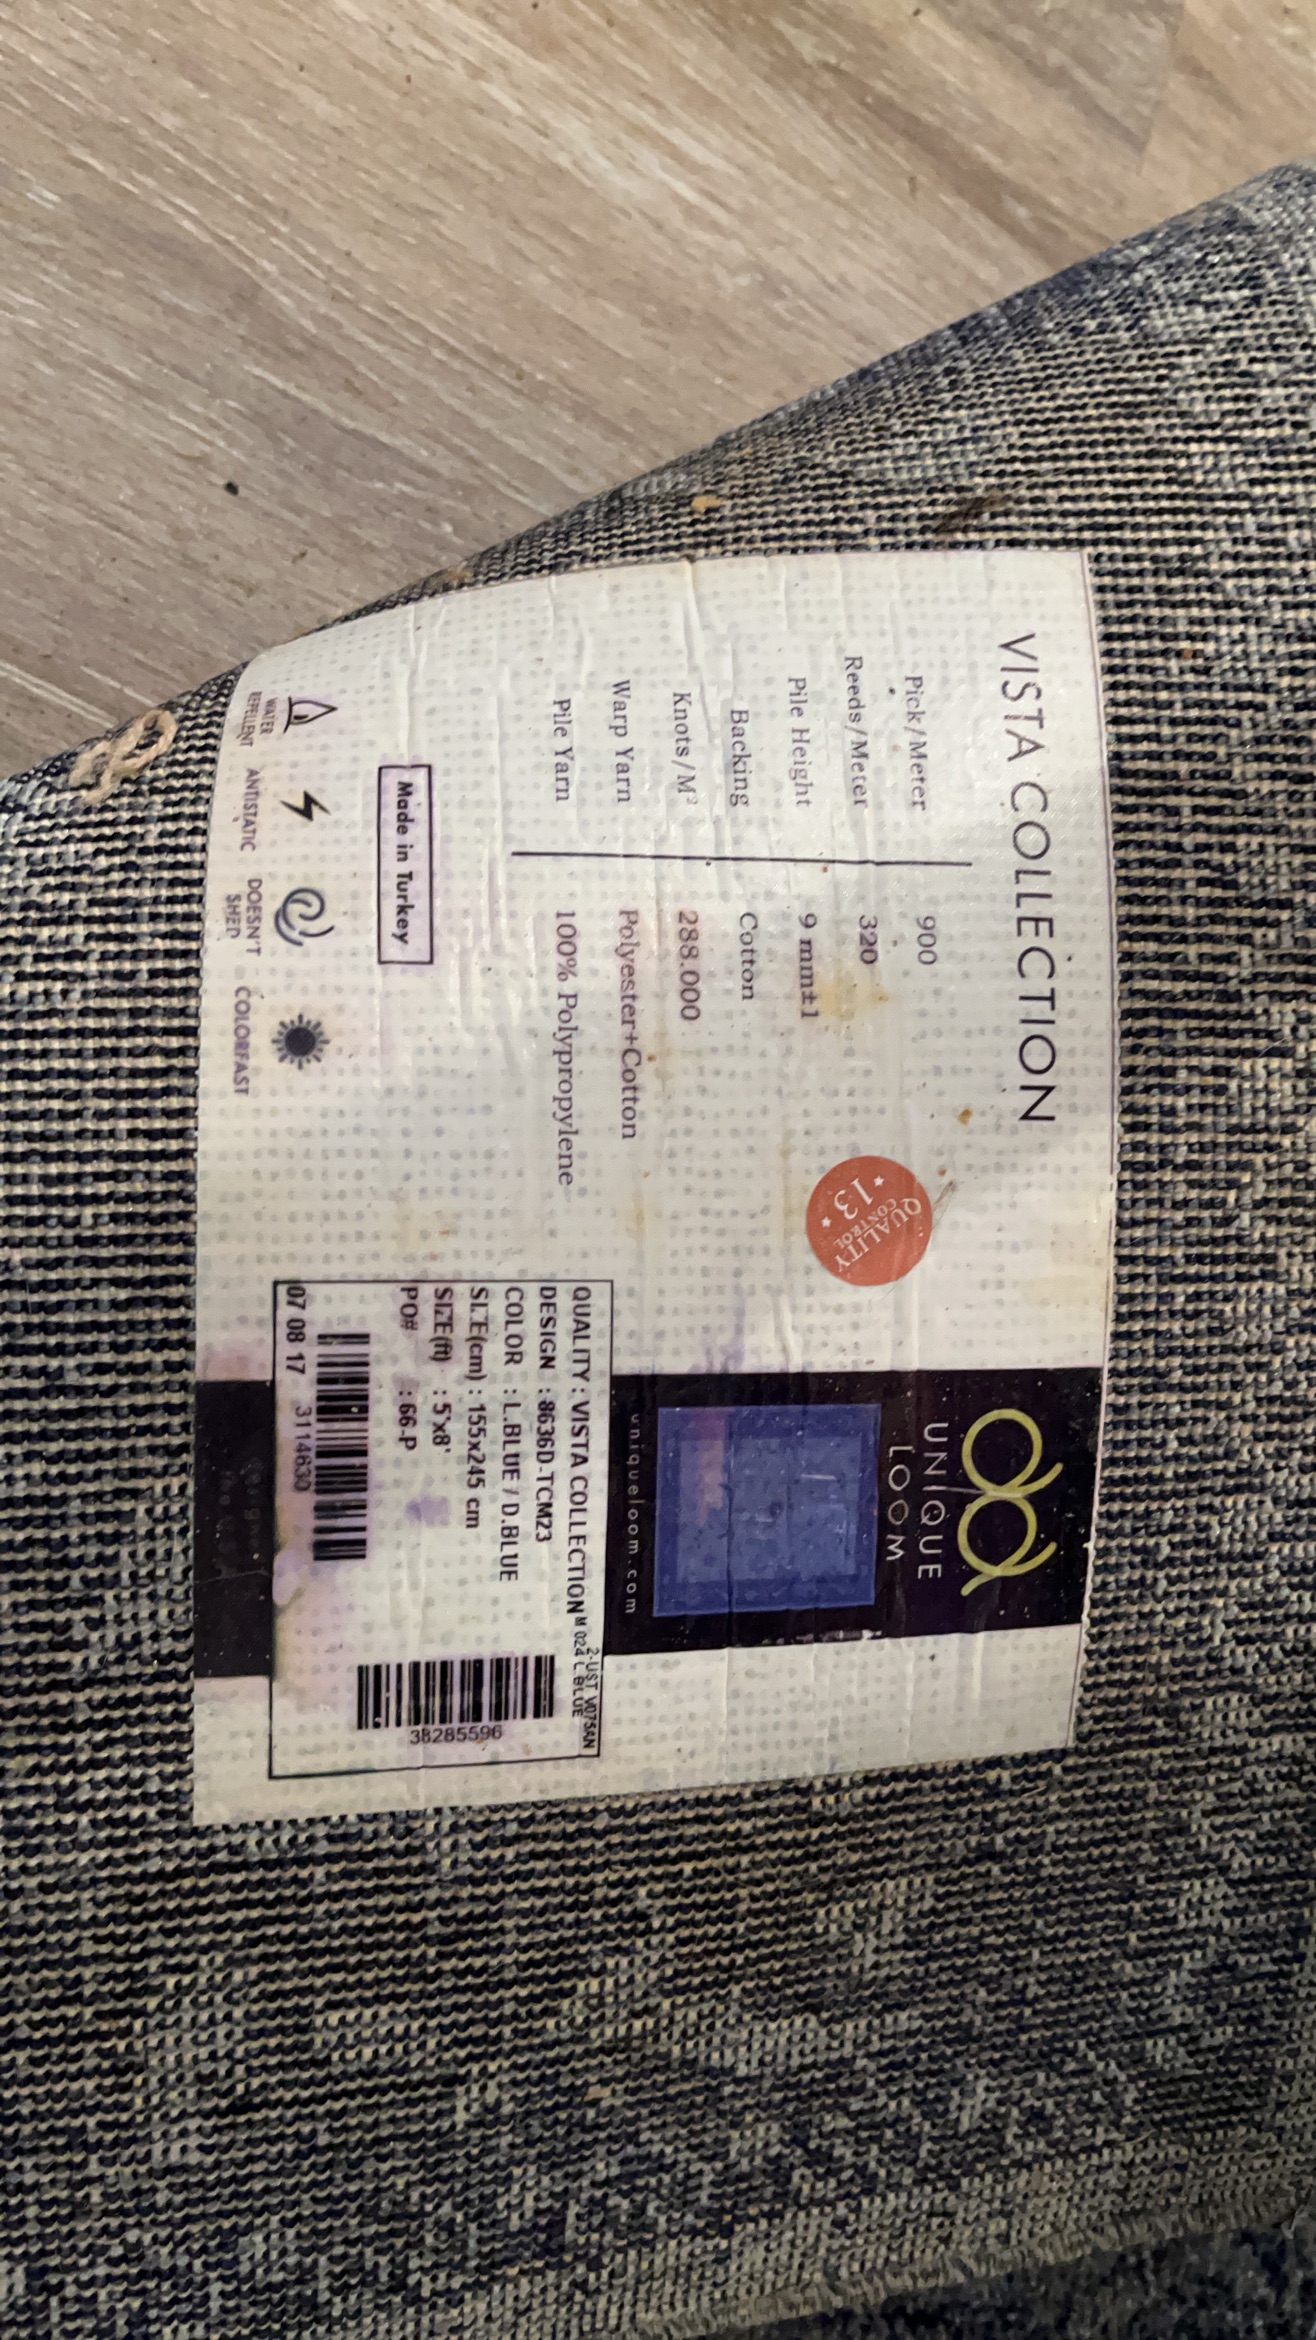 VISTA COLLECTION
Pick/Meter 900
Reeds/Meter 320
Pile Height 9 mm±1
Backing Cotton
Knots/M² 288.000
Warp Yarn Polyester+Cotton
Pile Yarn 100% Polypropylene
Made in Turkey
WATER
REPELLENT
ANTISTATIC
DOESN'T
SHED
COLORFAST
QUALITY
CONTROL
13
UNIQUE
LOOM
uniqueloom.com
2-UST V075AN
QUALITY : VISTA COLLECTION M 024 L.BLUE
DESIGN : 8636D-TCM23
COLOR : L.BLUE / D.BLUE
SIZE(cm) : 155x245 cm
SIZE(ft) : 5'x8'
PO# : 66-P
38285596
07 08 17 3114630